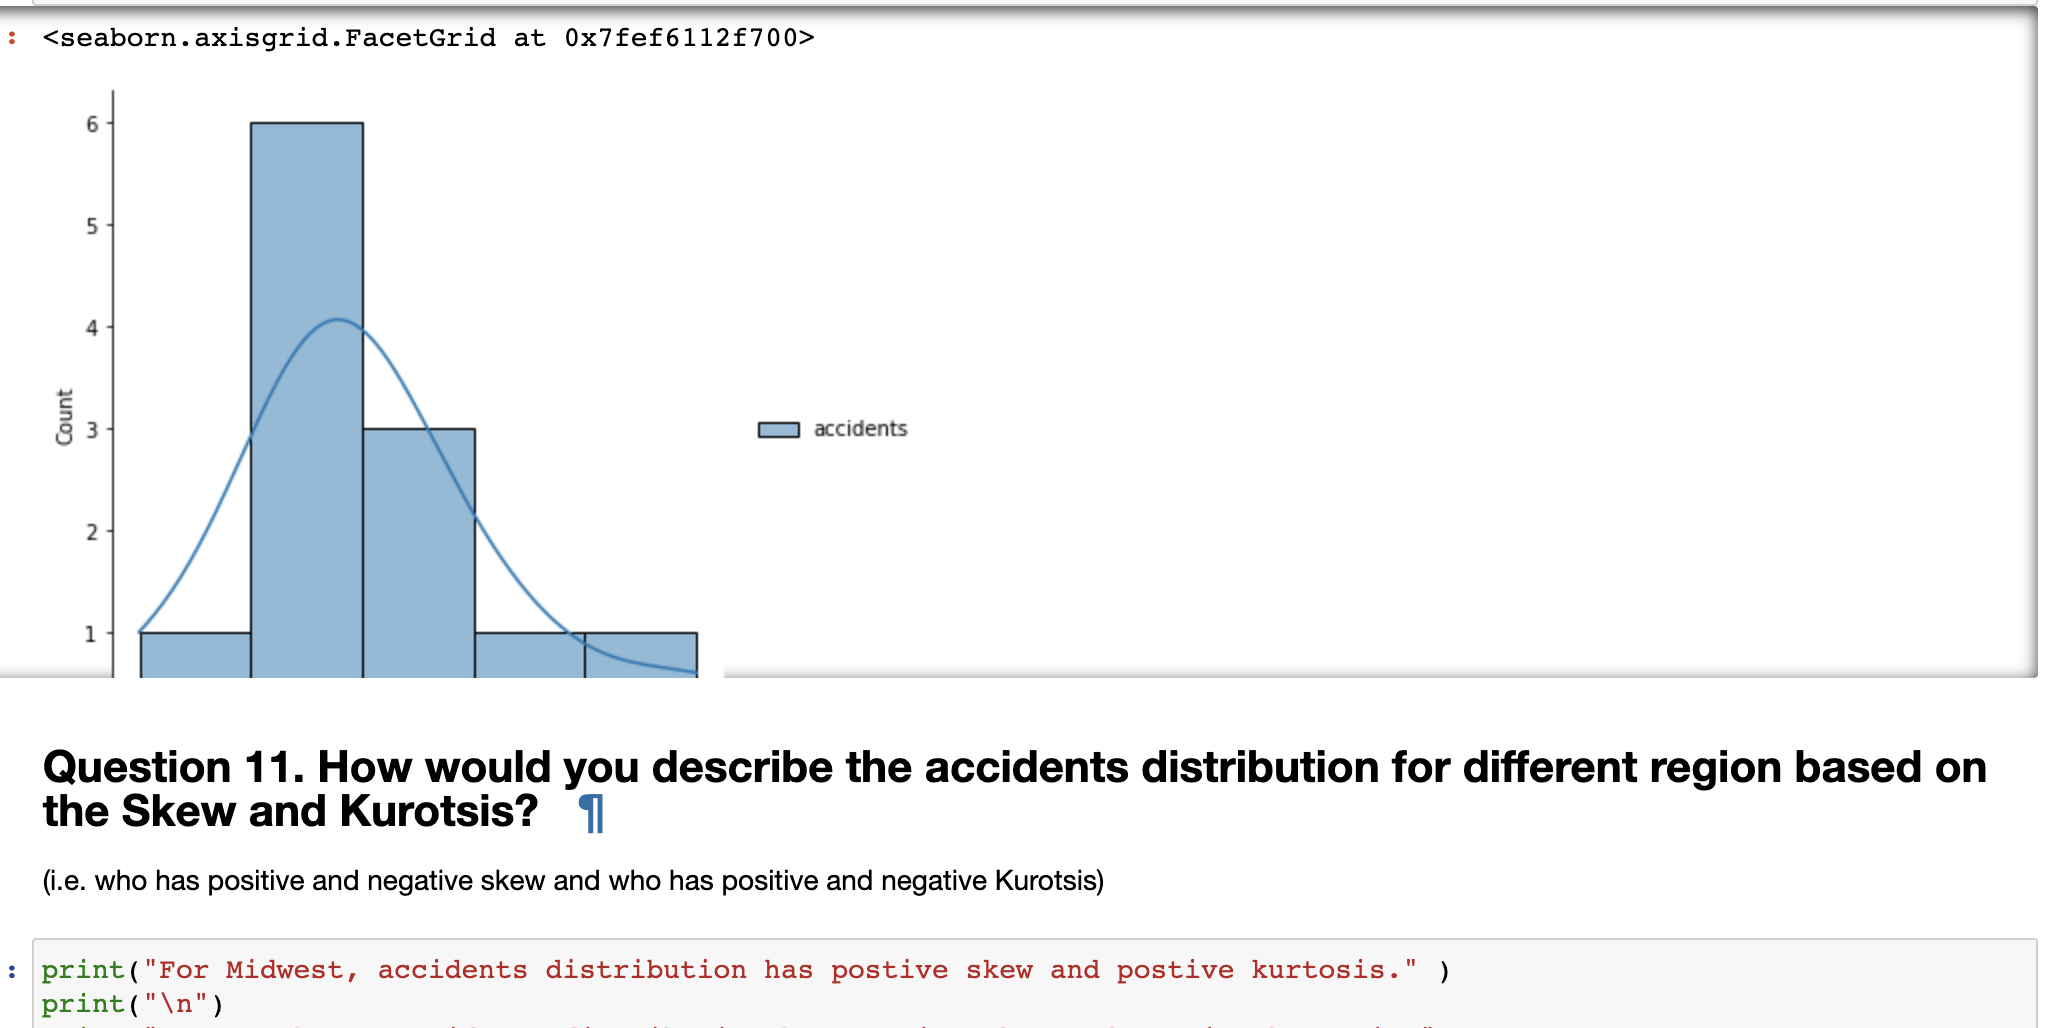 : <seaborn.axisgrid.FacetGrid at 0x7fef6112f700>
6
5
4
Count
3
accidents
2
1
Question 11. How would you describe the accidents distribution for different region based on
the Skew and Kurotsis? ¶
(i.e. who has positive and negative skew and who has positive and negative Kurotsis)
: print("For Midwest, accidents distribution has postive skew and postive kurtosis." )
print("\n")